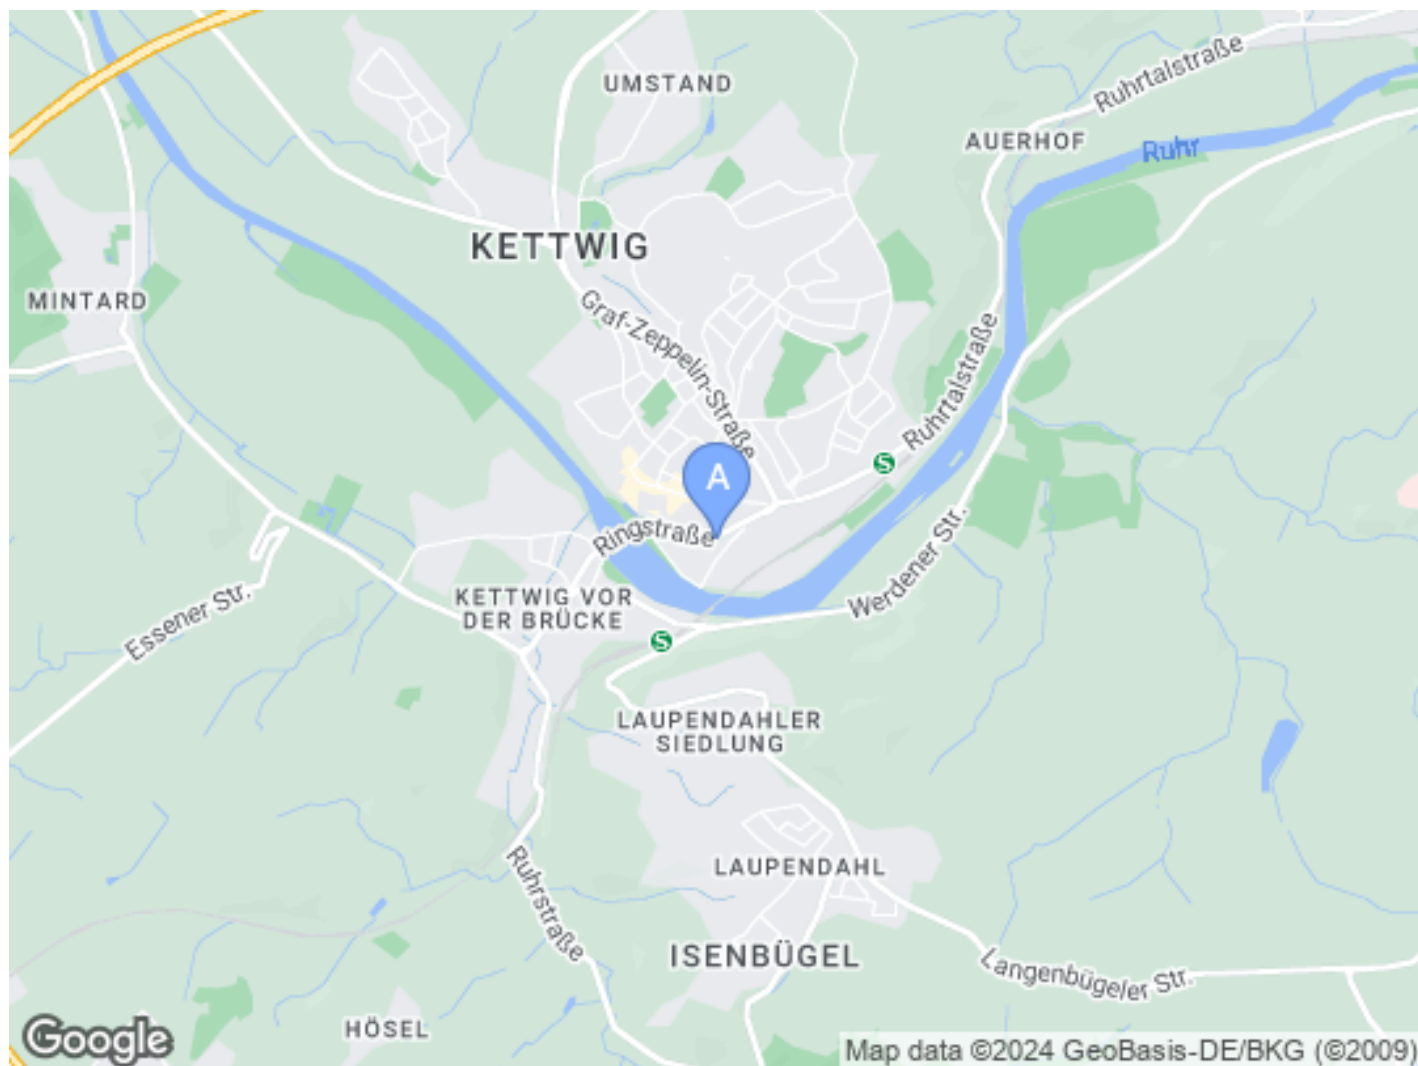 UMSTAND
Ruhrtalstraße
AUERHOF
Ruhr
KETTWIG
MINTARD
Graf-Zeppelin-Straße
Ruhrtalstraße
S
A
Ringstraße
Werdener Str.
KETTWIG VOR
DER BRÜCKE
Essener Str.
S
LAUPENDAHLER
SIEDLUNG
LAUPENDAHL
Ruhrstraße
ISENBÜGEL
Langenbügeler Str.
HÖSEL
Google
Map data ©2024 GeoBasis-DE/BKG (©2009)